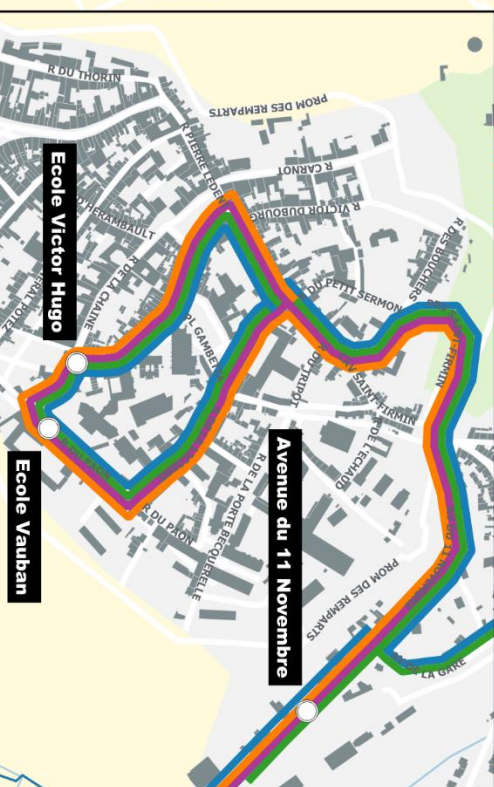 R DU THORIN
PROM DES REMPARTS
R PIERRE LEDENT
R CARNOT
R VICTOR DUBOURG
R DES BOUCHERS
DU PETIT SERMON
HERAMBAULT
R DE LA CHAINE
Ecole Victor Hugo
PL GAMBETTA
SAINT-FIRMIN
R DE L'ECHAUD
Avenue du 11 Novembre
R DE LA PORTE BECQUERELLE
R DU PAON
PROM DES REMPARTS
LA GARE
Ecole Vauban